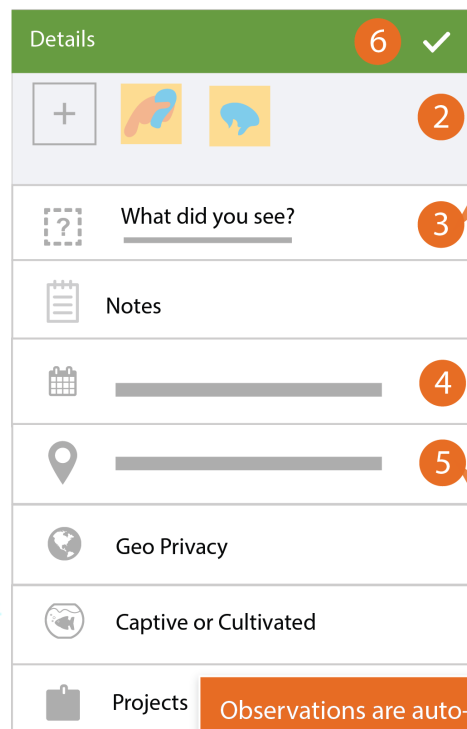 Details 6
+ 2
? What did you see? 3
Notes
4
5
Geo Privacy
Captive or Cultivated
Projects
Observations are auto-